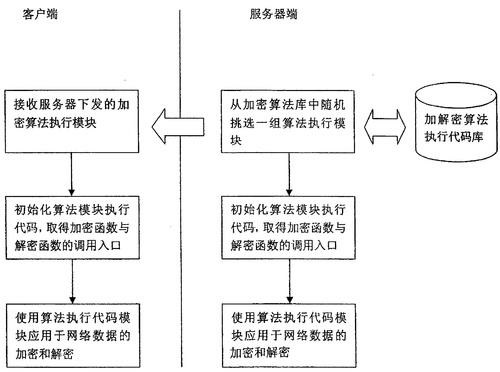 客户端
服务器端
接收服务器下发的加
密算法执行模块
从加密算法库中随机
挑选一组算法执行模
块
加解密算法
执行代码库
初始化算法模块执行
代码,取得加密函数与
解密函数的调用入口
初始化算法模块执行
代码,取得加密函数与
解密函数的调用入口
使用算法执行代码模
块应用于网络数据的
加密和解密
使用算法执行代码模
块应用于网络数据的
加密和解密